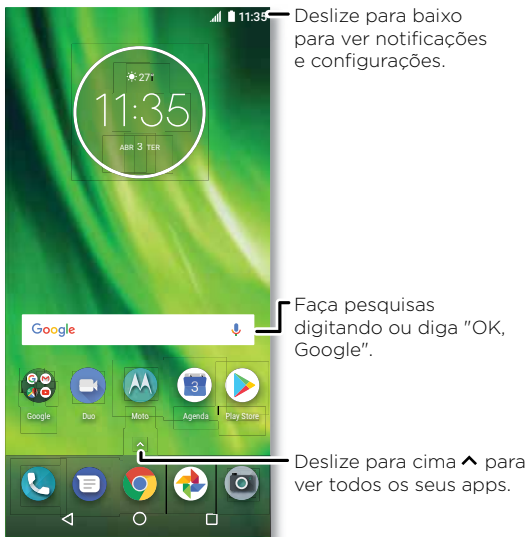 11:35
Deslize para baixo
para ver notificações
e configurações.
27°
11:35
ABR 3 TER
Faça pesquisas
digitando ou diga "OK,
Google".
Google
3
Google Duo Moto Agenda Play Store
Deslize para cima ^ para
ver todos os seus apps.